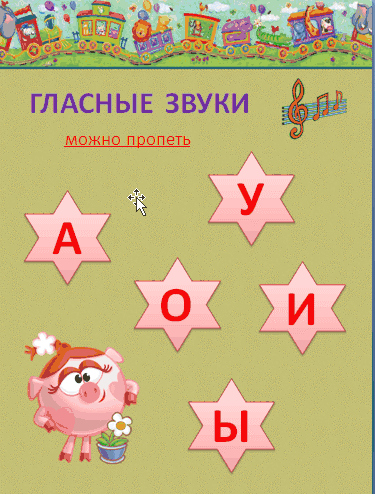 ГЛАСНЫЕ ЗВУКИ
можно пропеть
У
А
О
И
Ы